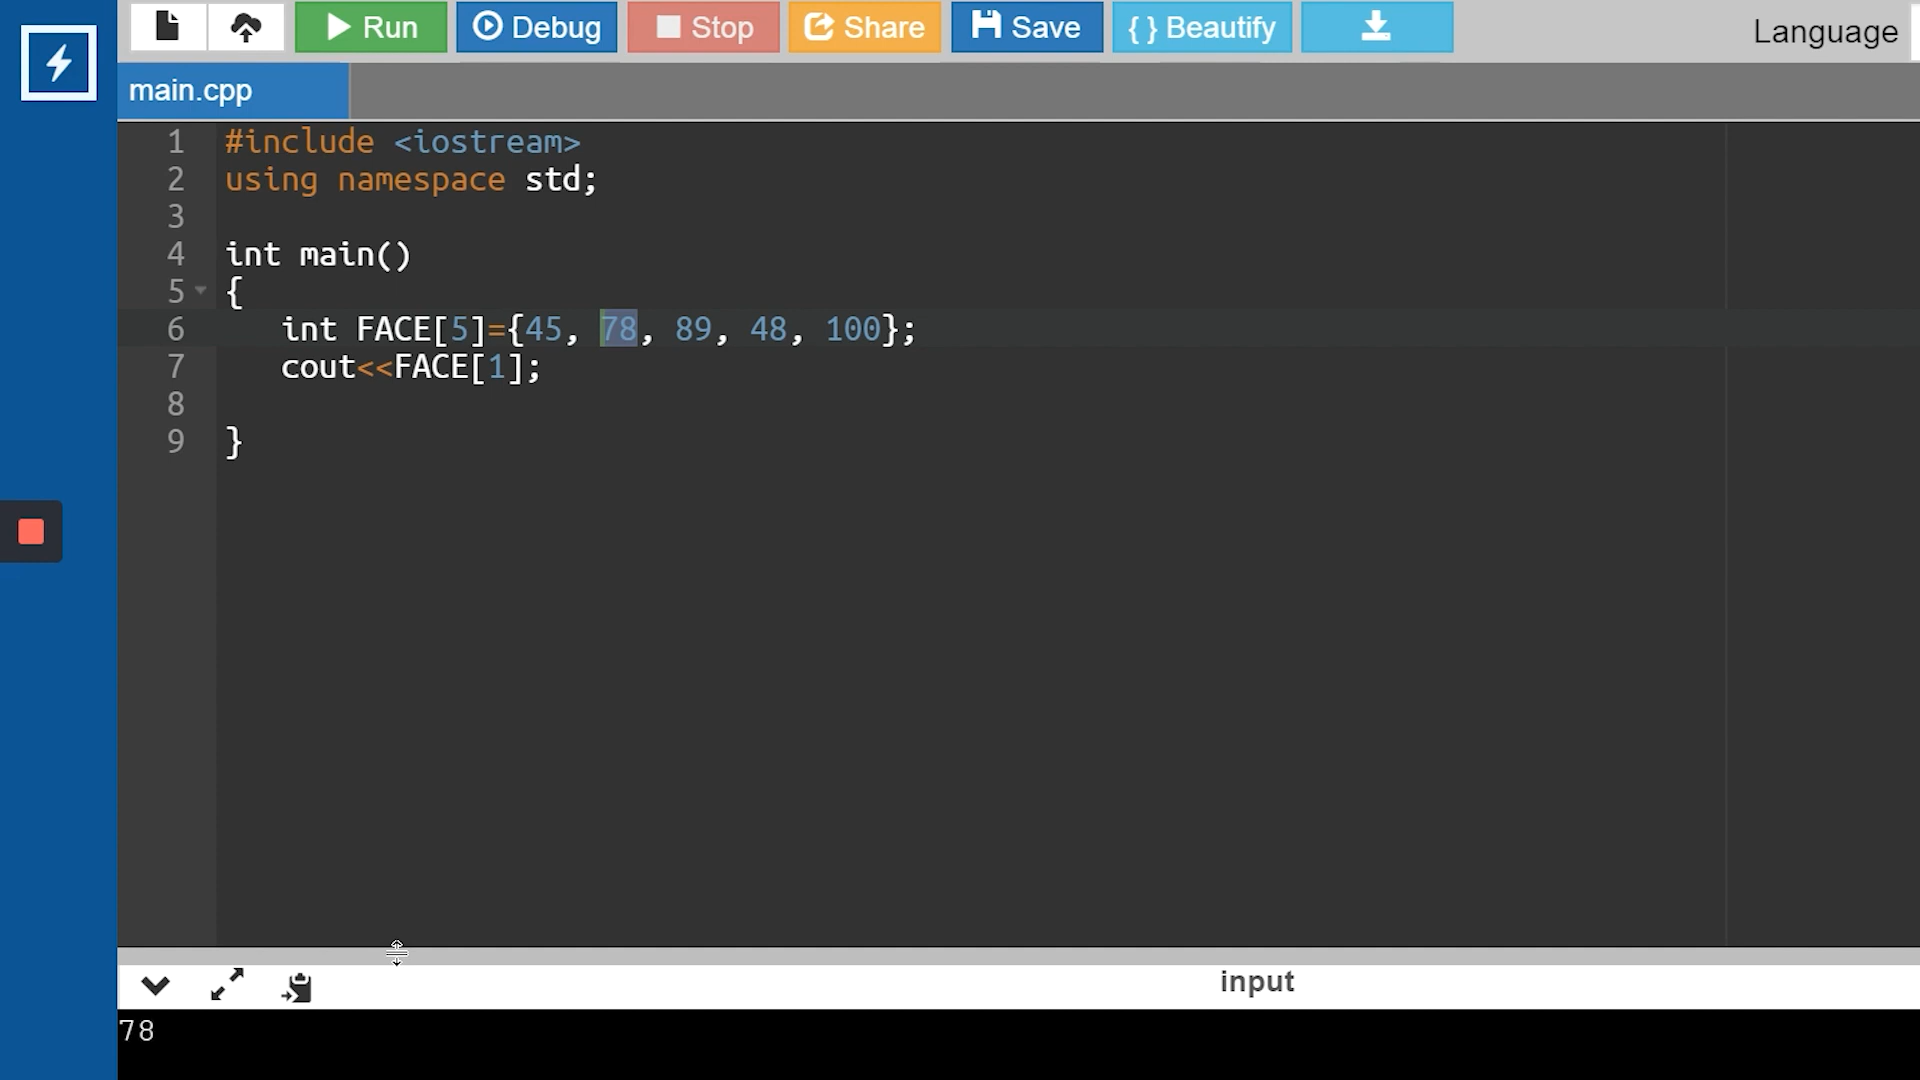 Run Debug Stop Share Save { } Beautify Language
main.cpp
1 #include <iostream>
2 using namespace std;
3
4 int main()
5 {
6 int FACE[5]={45, 78, 89, 48, 100};
7 cout<<FACE[1];
8
9 }
input
78